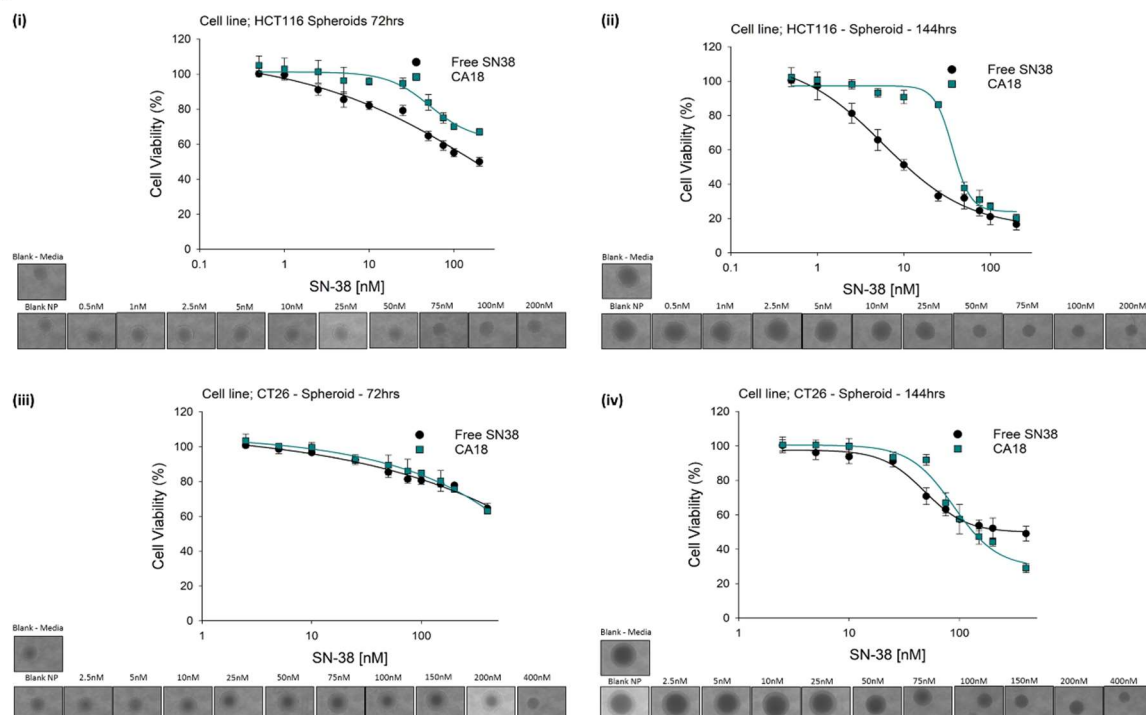 (i)
Cell line; HCT116 Spheroids 72hrs
120
100
80
60
40
20
0
Cell Viability (%)
Free SN38
CA18
0.1 1 10 100
SN-38 [nM]
Blank - Media
Blank NP 0.5nM 1nM 2.5nM 5nM 10nM 25nM 50nM 75nM 100nM 200nM
(ii)
Cell line; HCT116 - Spheroid - 144hrs
120
100
80
60
40
20
0
Cell Viability (%)
Free SN38
CA18
0.1 1 10 100
SN-38 [nM]
Blank - Media
Blank NP 0.5nM 1nM 2.5nM 5nM 10nM 25nM 50nM 75nM 100nM 200nM
(iii)
Cell line; CT26 - Spheroid - 72hrs
120
100
80
60
40
20
0
Cell Viability (%)
Free SN38
CA18
1 10 100
SN-38 [nM]
Blank - Media
Blank NP 2.5nM 5nM 10nM 25nM 50nM 75nM 100nM 150nM 200nM 400nM
(iv)
Cell line; CT26 - Spheroid - 144hrs
120
100
80
60
40
20
0
Cell Viability (%)
Free SN38
CA18
1 10 100
SN-38 [nM]
Blank - Media
Blank NP 2.5nM 5nM 10nM 25nM 50nM 75nM 100nM 150nM 200nM 400nM